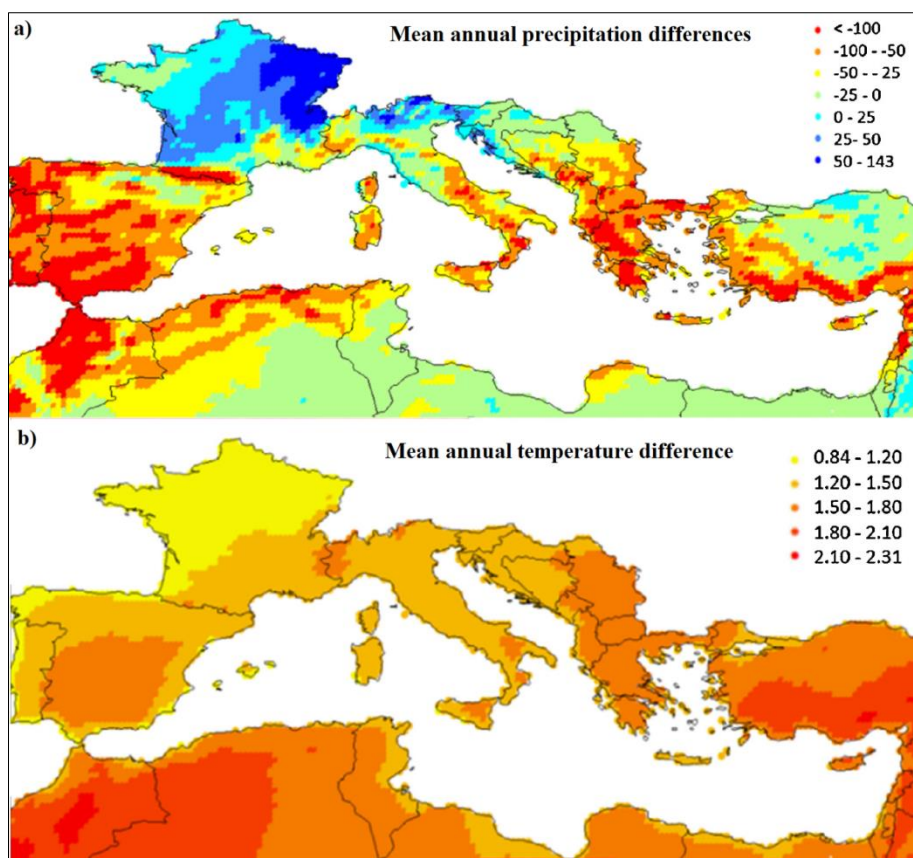 a)
Mean annual precipitation differences
< -100
-100 - -50
-50 - -25
-25 - 0
0 - 25
25 - 50
50 - 143
b)
Mean annual temperature difference
0.84 - 1.20
1.20 - 1.50
1.50 - 1.80
1.80 - 2.10
2.10 - 2.31